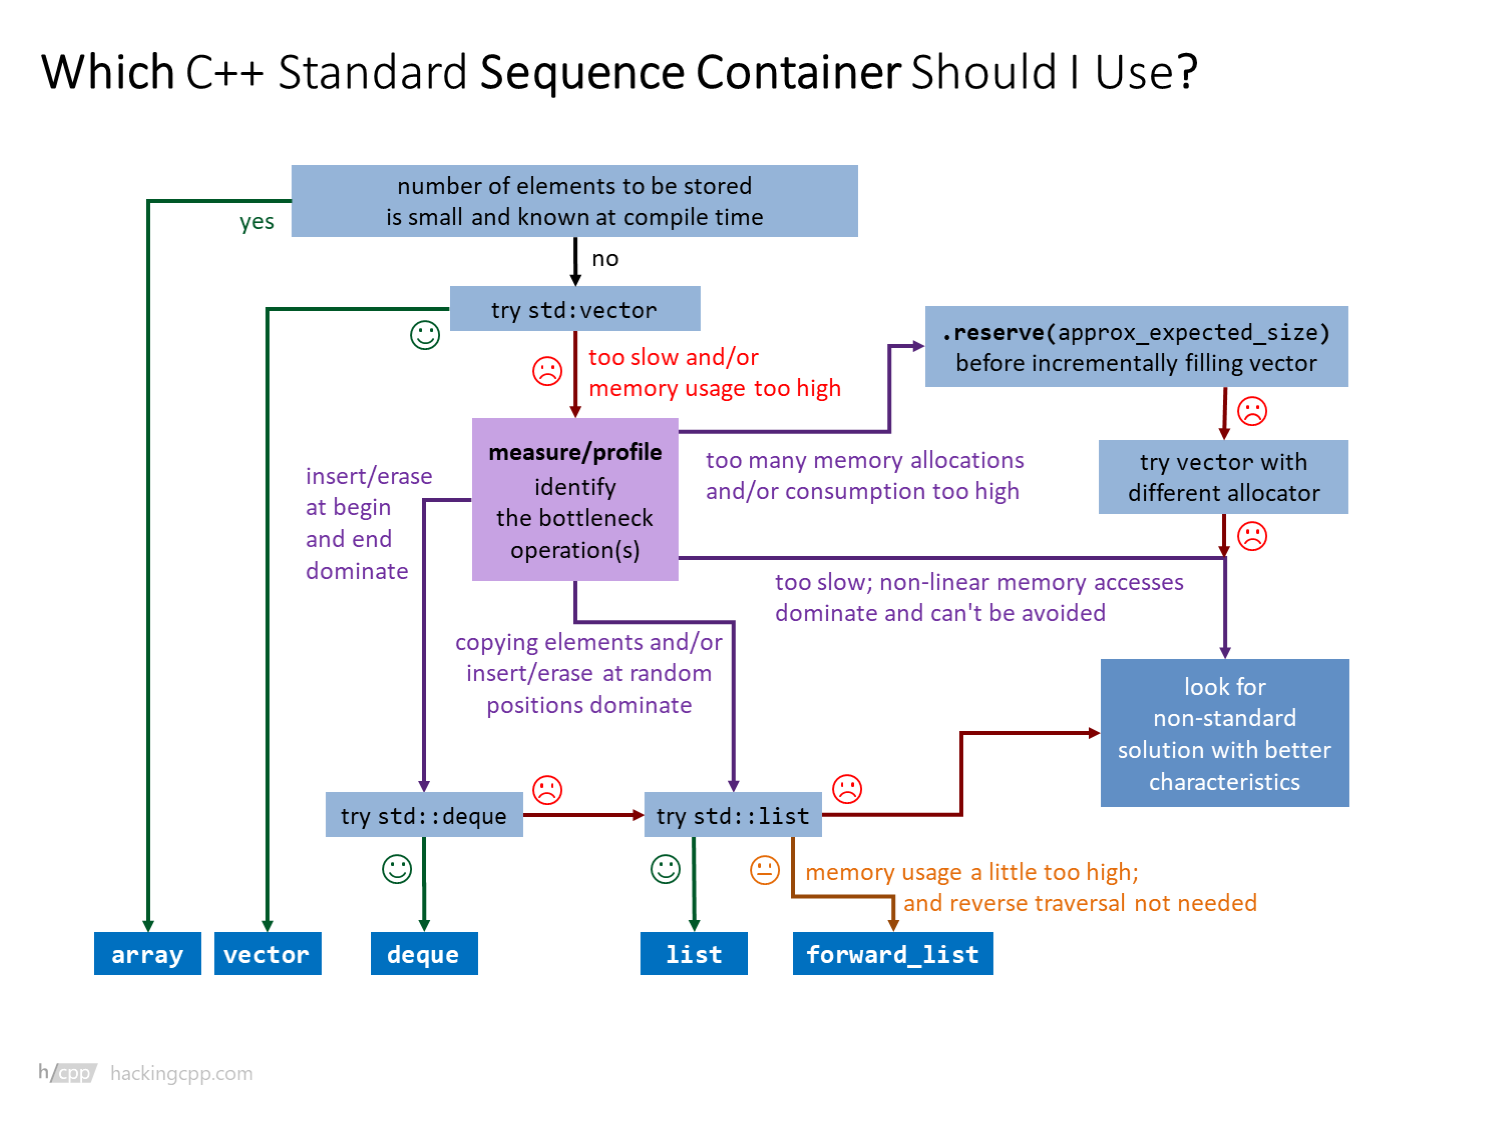 Which C++ Standard Sequence Container Should I Use?
number of elements to be stored
is small and known at compile time
yes
no
try std:vector
too slow and/or
memory usage too high
.reserve(approx_expected_size)
before incrementally filling vector
measure/profile
identify
the bottleneck
operation(s)
insert/erase
at begin
and end
dominate
too many memory allocations
and/or consumption too high
try vector with
different allocator
too slow; non-linear memory accesses
dominate and can't be avoided
copying elements and/or
insert/erase at random
positions dominate
look for
non-standard
solution with better
characteristics
try std::deque
try std::list
memory usage a little too high;
and reverse traversal not needed
array
vector
deque
list
forward_list
h/cpp hackingcpp.com